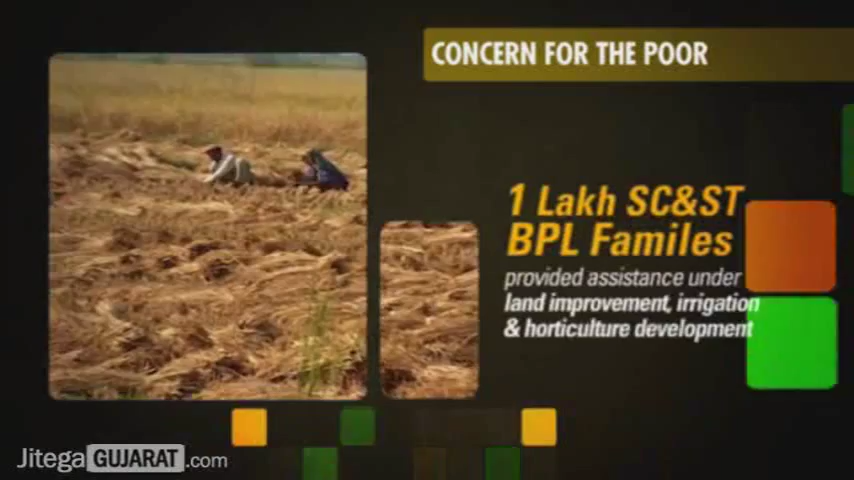 CONCERN FOR THE POOR
1 Lakh SC&ST
BPL Familes
provided assistance under
land improvement, irrigation
& horticulture development
JitegaGUJARAT.com